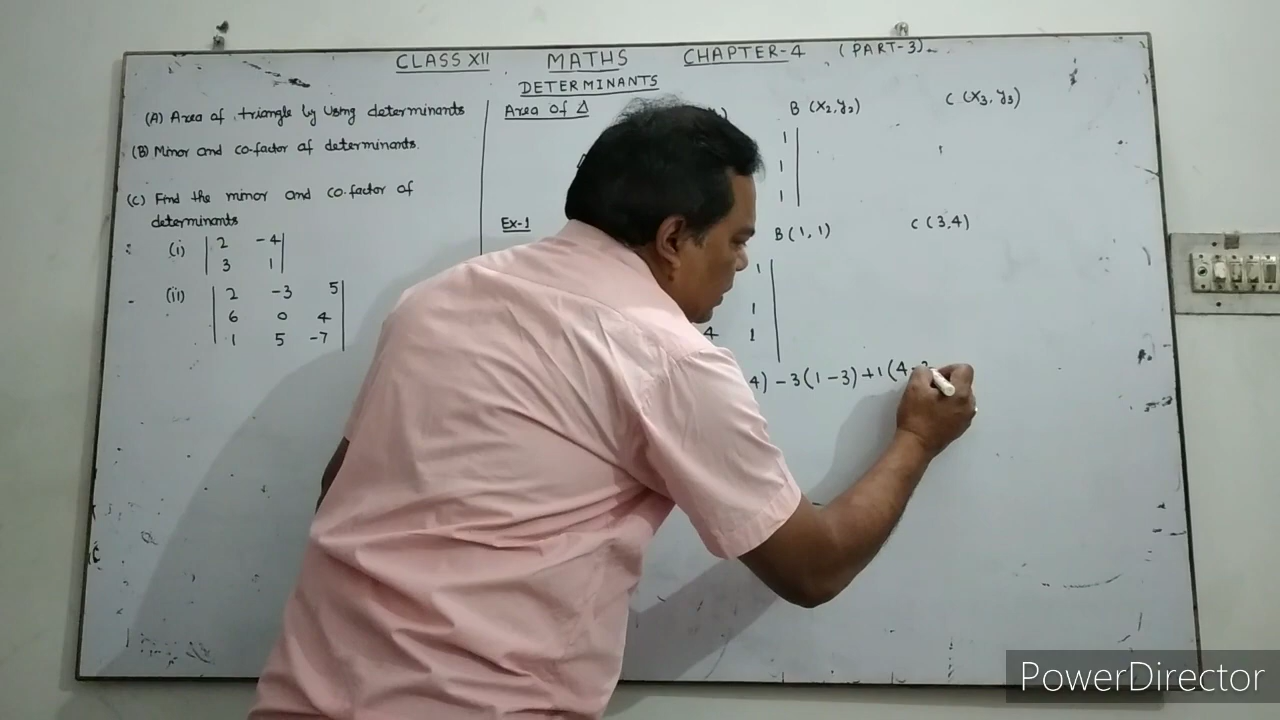 CLASS XII MATHS CHAPTER-4 (PART-3)
DETERMINANTS
(A) Area of triangle by using determinants
(B) Minor and co-factor of determinants.
(C) Find the minor and co-factor of
determinants
(i) | 2 -4 |
| 3 1 |
(ii) | 2 -3 5 |
| 6 0 4 |
| 1 5 -7 |
Area of Δ B (x₂, y₂) C (x₃, y₃)
1 |
1 |
1 |
Ex-1 B(1, 1) C (3,4)
1 |
1 |
4 1 |
4) - 3(1-3) + 1(4-3
PowerDirector